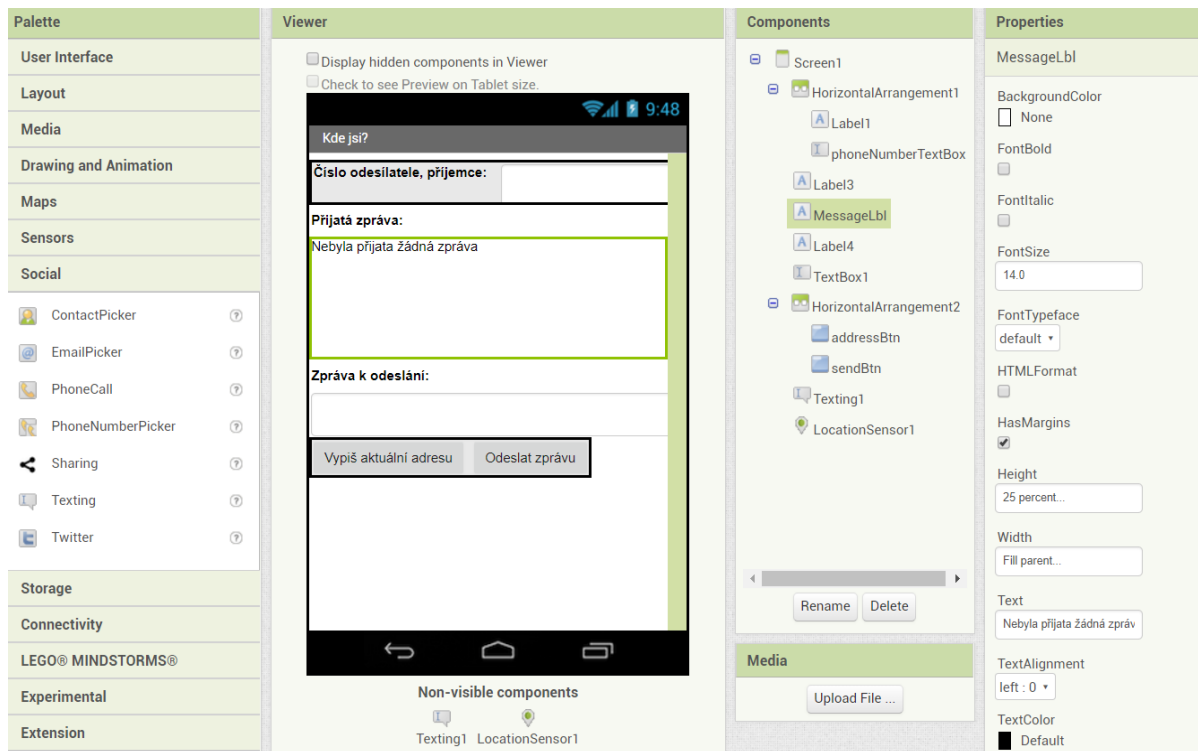 Palette
User Interface
Layout
Media
Drawing and Animation
Maps
Sensors
Social
ContactPicker
EmailPicker
PhoneCall
PhoneNumberPicker
Sharing
Texting
Twitter
Storage
Connectivity
LEGO® MINDSTORMS®
Experimental
Extension
Viewer
Display hidden components in Viewer
Check to see Preview on Tablet size.
9:48
Kde jsi?
Číslo odesílatele, příjemce:
Přijatá zpráva:
Nebyla přijata žádná zpráva
Zpráva k odeslání:
Vypiš aktuální adresu Odeslat zprávu
Non-visible components
Texting1 LocationSensor1
Components
Screen1
HorizontalArrangement1
Label1
phoneNumberTextBox
Label3
MessageLbl
Label4
TextBox1
HorizontalArrangement2
addressBtn
sendBtn
Texting1
LocationSensor1
Rename Delete
Media
Upload File ...
Properties
MessageLbl
BackgroundColor
None
FontBold
FontItalic
FontSize
14.0
FontTypeface
default
HTMLFormat
HasMargins
Height
25 percent...
Width
Fill parent...
Text
Nebyla přijata žádná zpráv
TextAlignment
left : 0
TextColor
Default